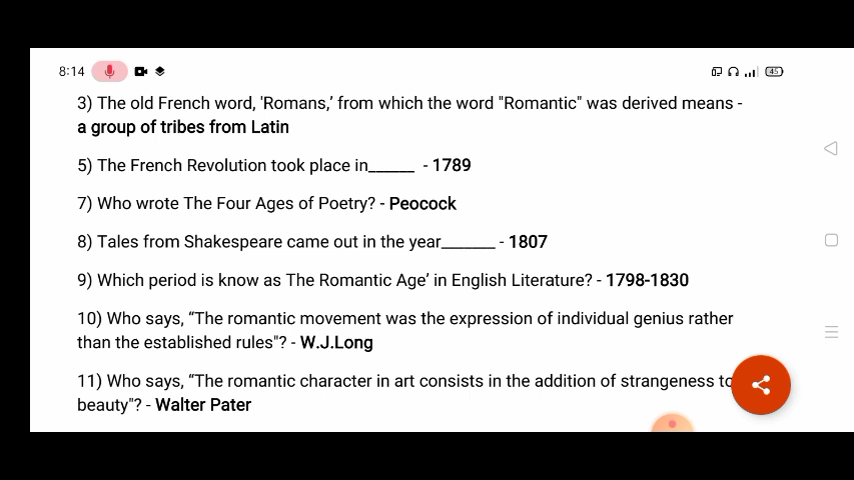 8:14
45
3) The old French word, 'Romans,' from which the word "Romantic" was derived means -
a group of tribes from Latin
5) The French Revolution took place in______ - 1789
7) Who wrote The Four Ages of Poetry? - Peocock
8) Tales from Shakespeare came out in the year_______ - 1807
9) Which period is know as The Romantic Age’ in English Literature? - 1798-1830
10) Who says, “The romantic movement was the expression of individual genius rather
than the established rules"? - W.J.Long
11) Who says, “The romantic character in art consists in the addition of strangeness to
beauty"? - Walter Pater